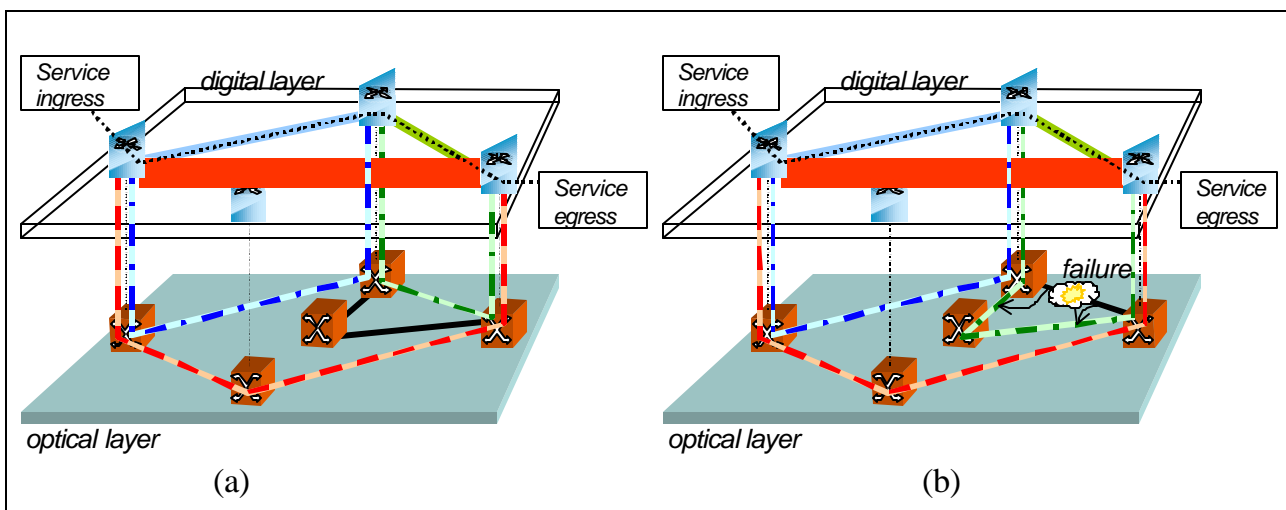 Service
ingress
digital layer
Service
egress
optical layer
(a)
Service
ingress
digital layer
Service
egress
failure
optical layer
(b)